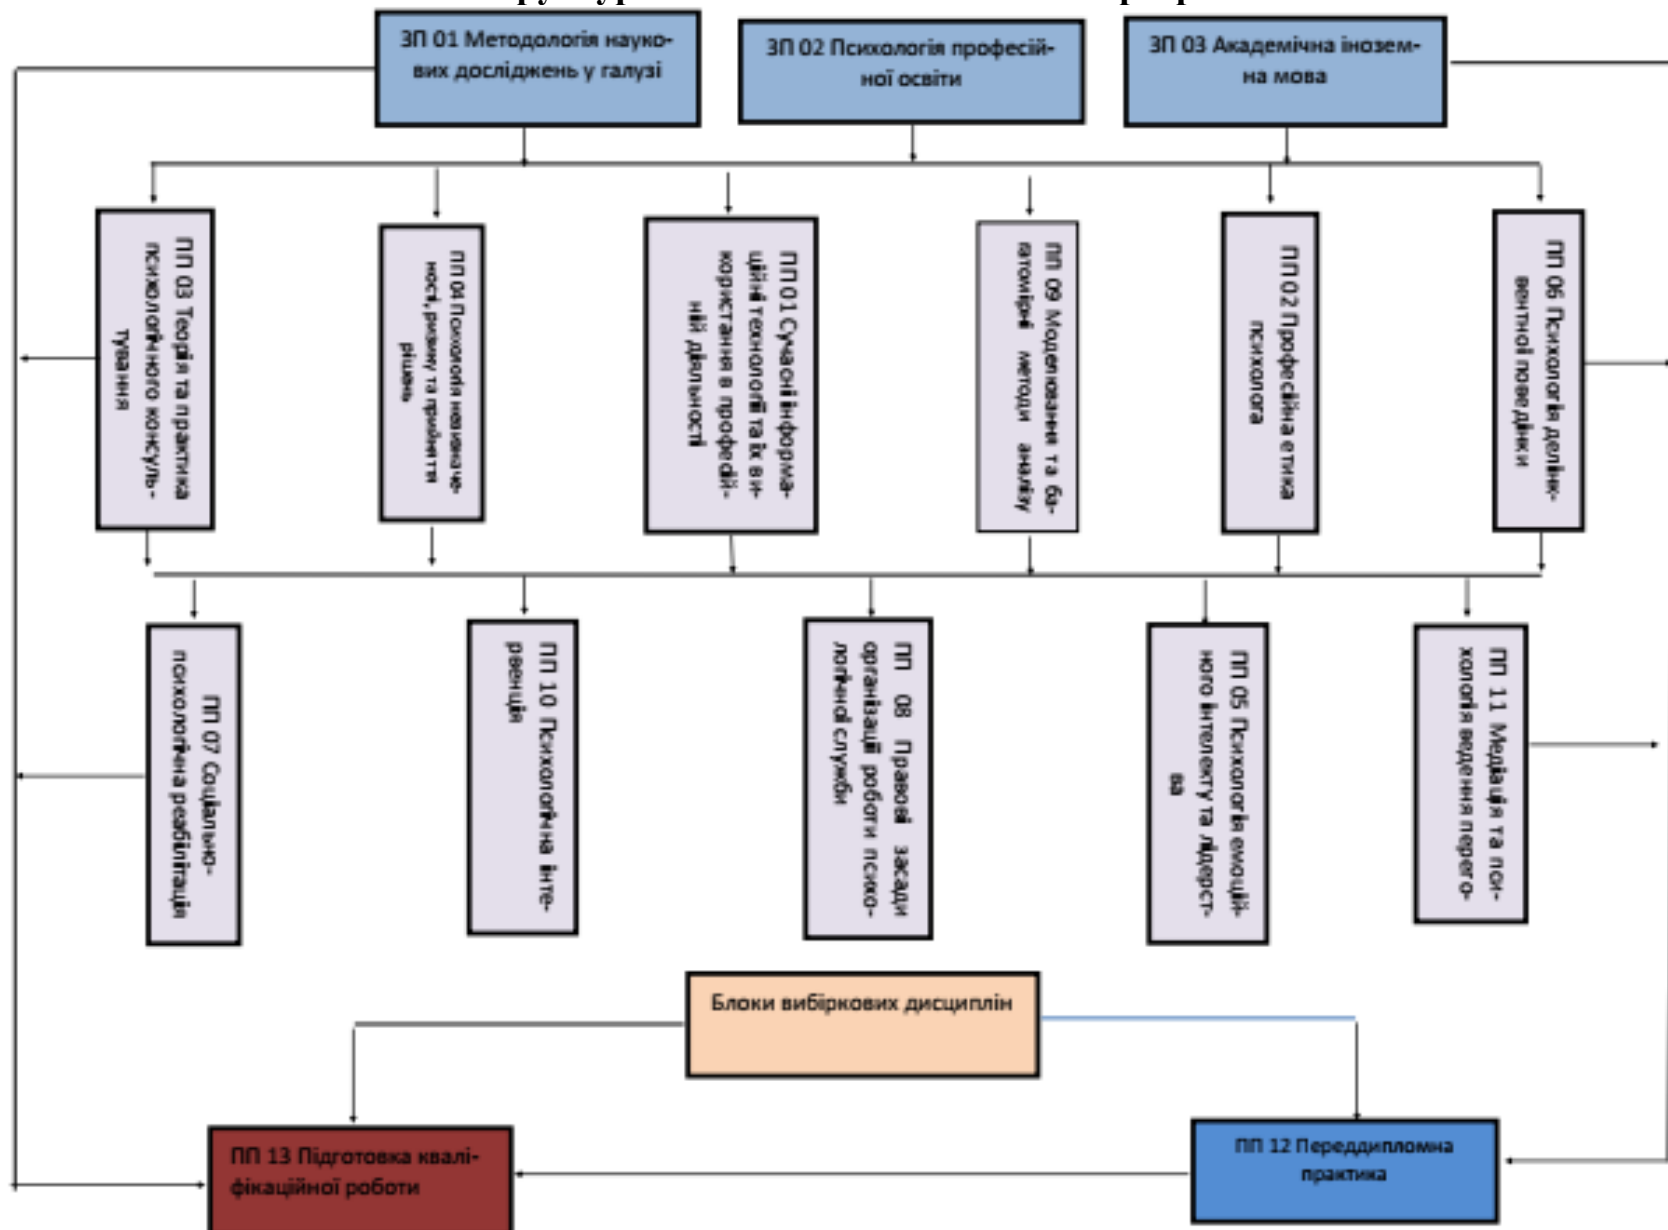 ЗП 01 Методологія науко-
вих досліджень у галузі
ЗП 02 Психологія професій-
ної освіти
ЗП 03 Академічна інозем-
на мова
ПП 03 Теорія та практика
психологічного консуль-
тування
ПП 04 Психологія невизначе-
ності, ризику та прийняття
рішень
ПП 01 Сучасні інформа-
ційні технології та їх ви-
користання в професій-
ній діяльності
ПП 09 Моделювання та ба-
гатомірні методи аналізу
ПП 02 Професійна етика
психолога
ПП 06 Психологія делінк-
вентної поведінки
ПП 07 Соціально-
психологічна реабілітація
ПП 10 Психологічна інте-
рвенція
ПП 08 Правові засади
організації роботи психо-
логічної служби
ПП 05 Психологія емоцій-
ного інтелекту та лідерст-
ва
ПП 11 Медіація та пси-
хологія ведення перего-
Блоки вибіркових дисциплін
ПП 13 Підготовка квалі-
фікаційної роботи
ПП 12 Переддипломна
практика